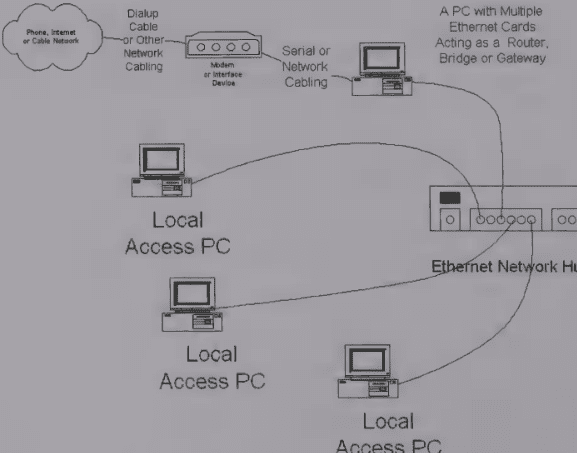 Phone, Internet
or Cable Network
Dialup
Cable
or Other
Network
Cabling
Modem
or Interface
Device
Serial or
Network
Cabling
A PC with Multiple
Ethernet Cards
Acting as a Router,
Bridge or Gateway
Local
Access PC
Ethernet Network Hu
Local
Access PC
Local
Access PC